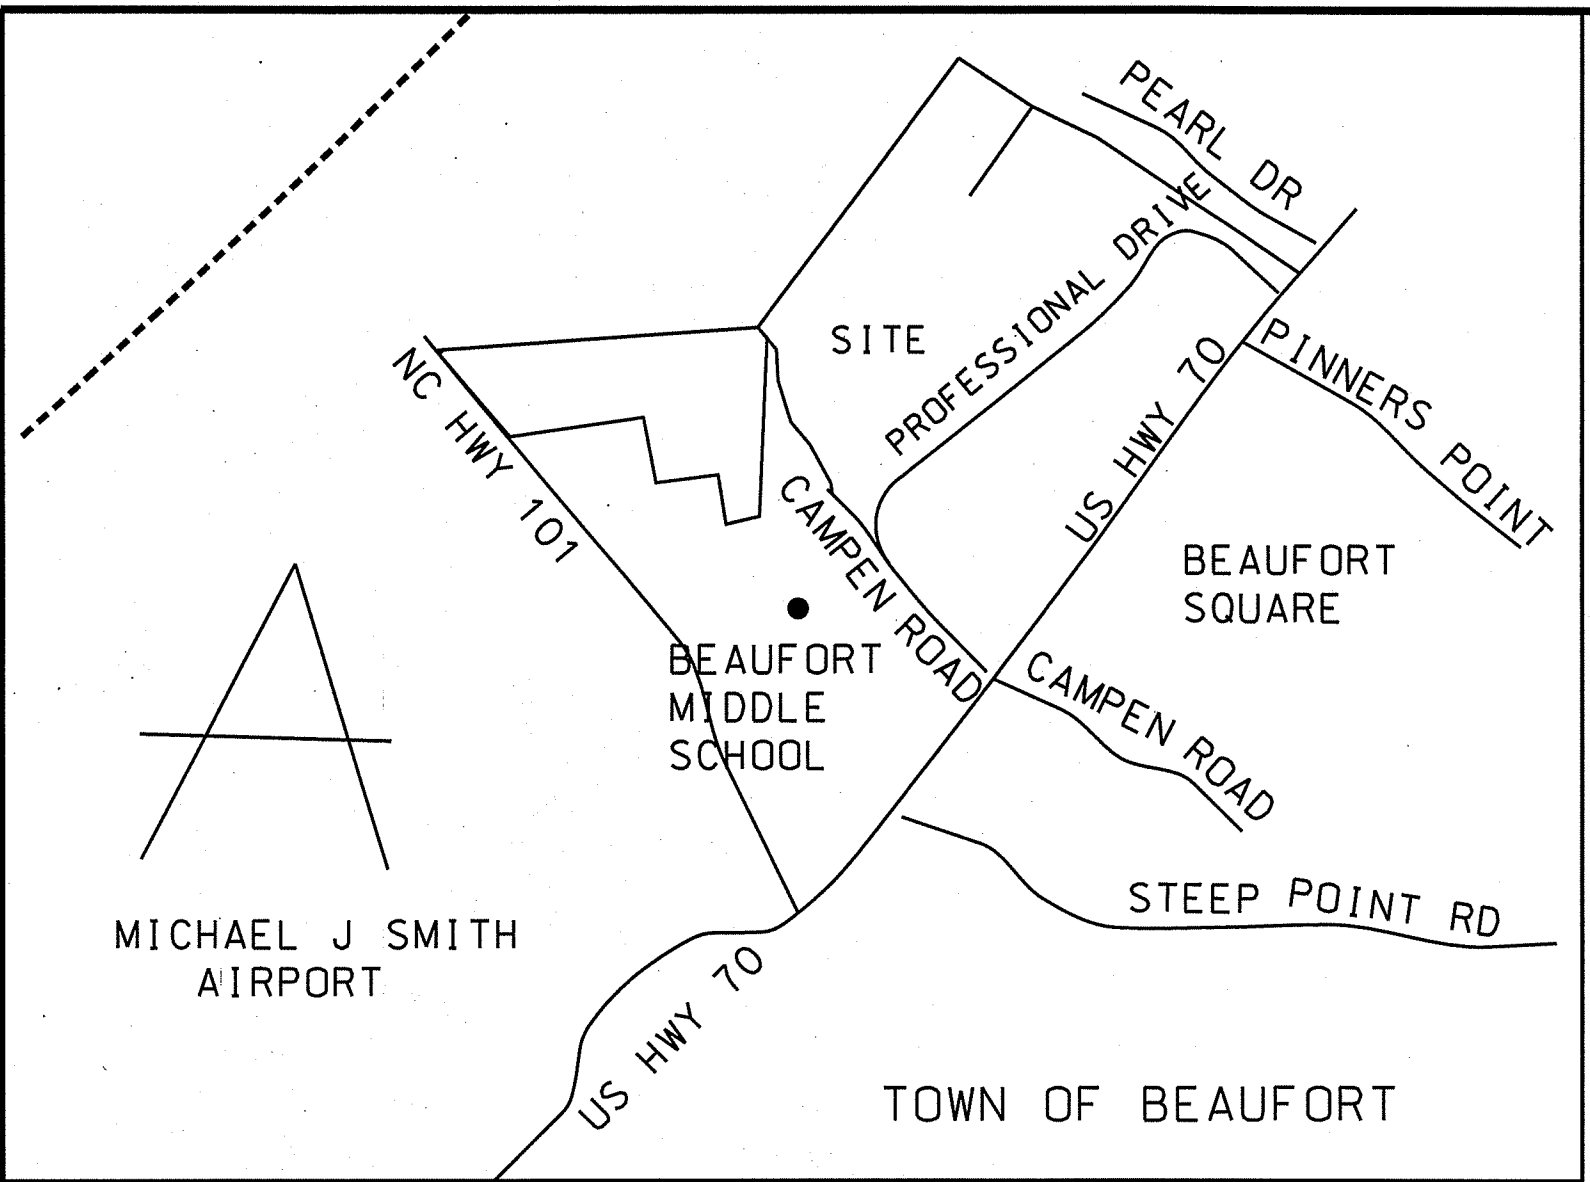 PEARL DR
PROFESSIONAL DRIVE
SITE
PINNERS POINT
NC HWY 101
US HWY 70
CAMPEN ROAD
BEAUFORT
SQUARE
BEAUFORT
MIDDLE
SCHOOL
CAMPEN ROAD
STEEP POINT RD
MICHAEL J SMITH
AIRPORT
US HWY 70
TOWN OF BEAUFORT